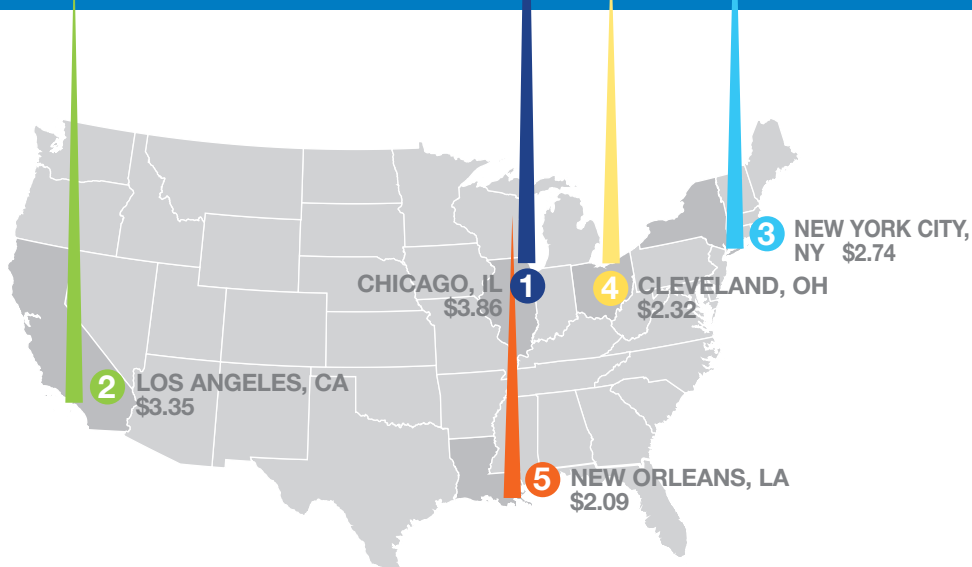 3 NEW YORK CITY,
NY $2.74
CHICAGO, IL 1
$3.86
4 CLEVELAND, OH
$2.32
2 LOS ANGELES, CA
$3.35
5 NEW ORLEANS, LA
$2.09